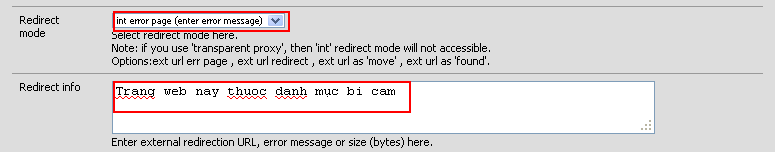 Redirect mode
int error page (enter error message)
Select redirect mode here.
Note: if you use 'transparent proxy', then 'int' redirect mode will not accessible.
Options:ext url err page , ext url redirect , ext url as 'move' , ext url as 'found'.
Redirect info
Trang web nay thuoc danh mục bi cam
Enter external redirection URL, error message or size (bytes) here.